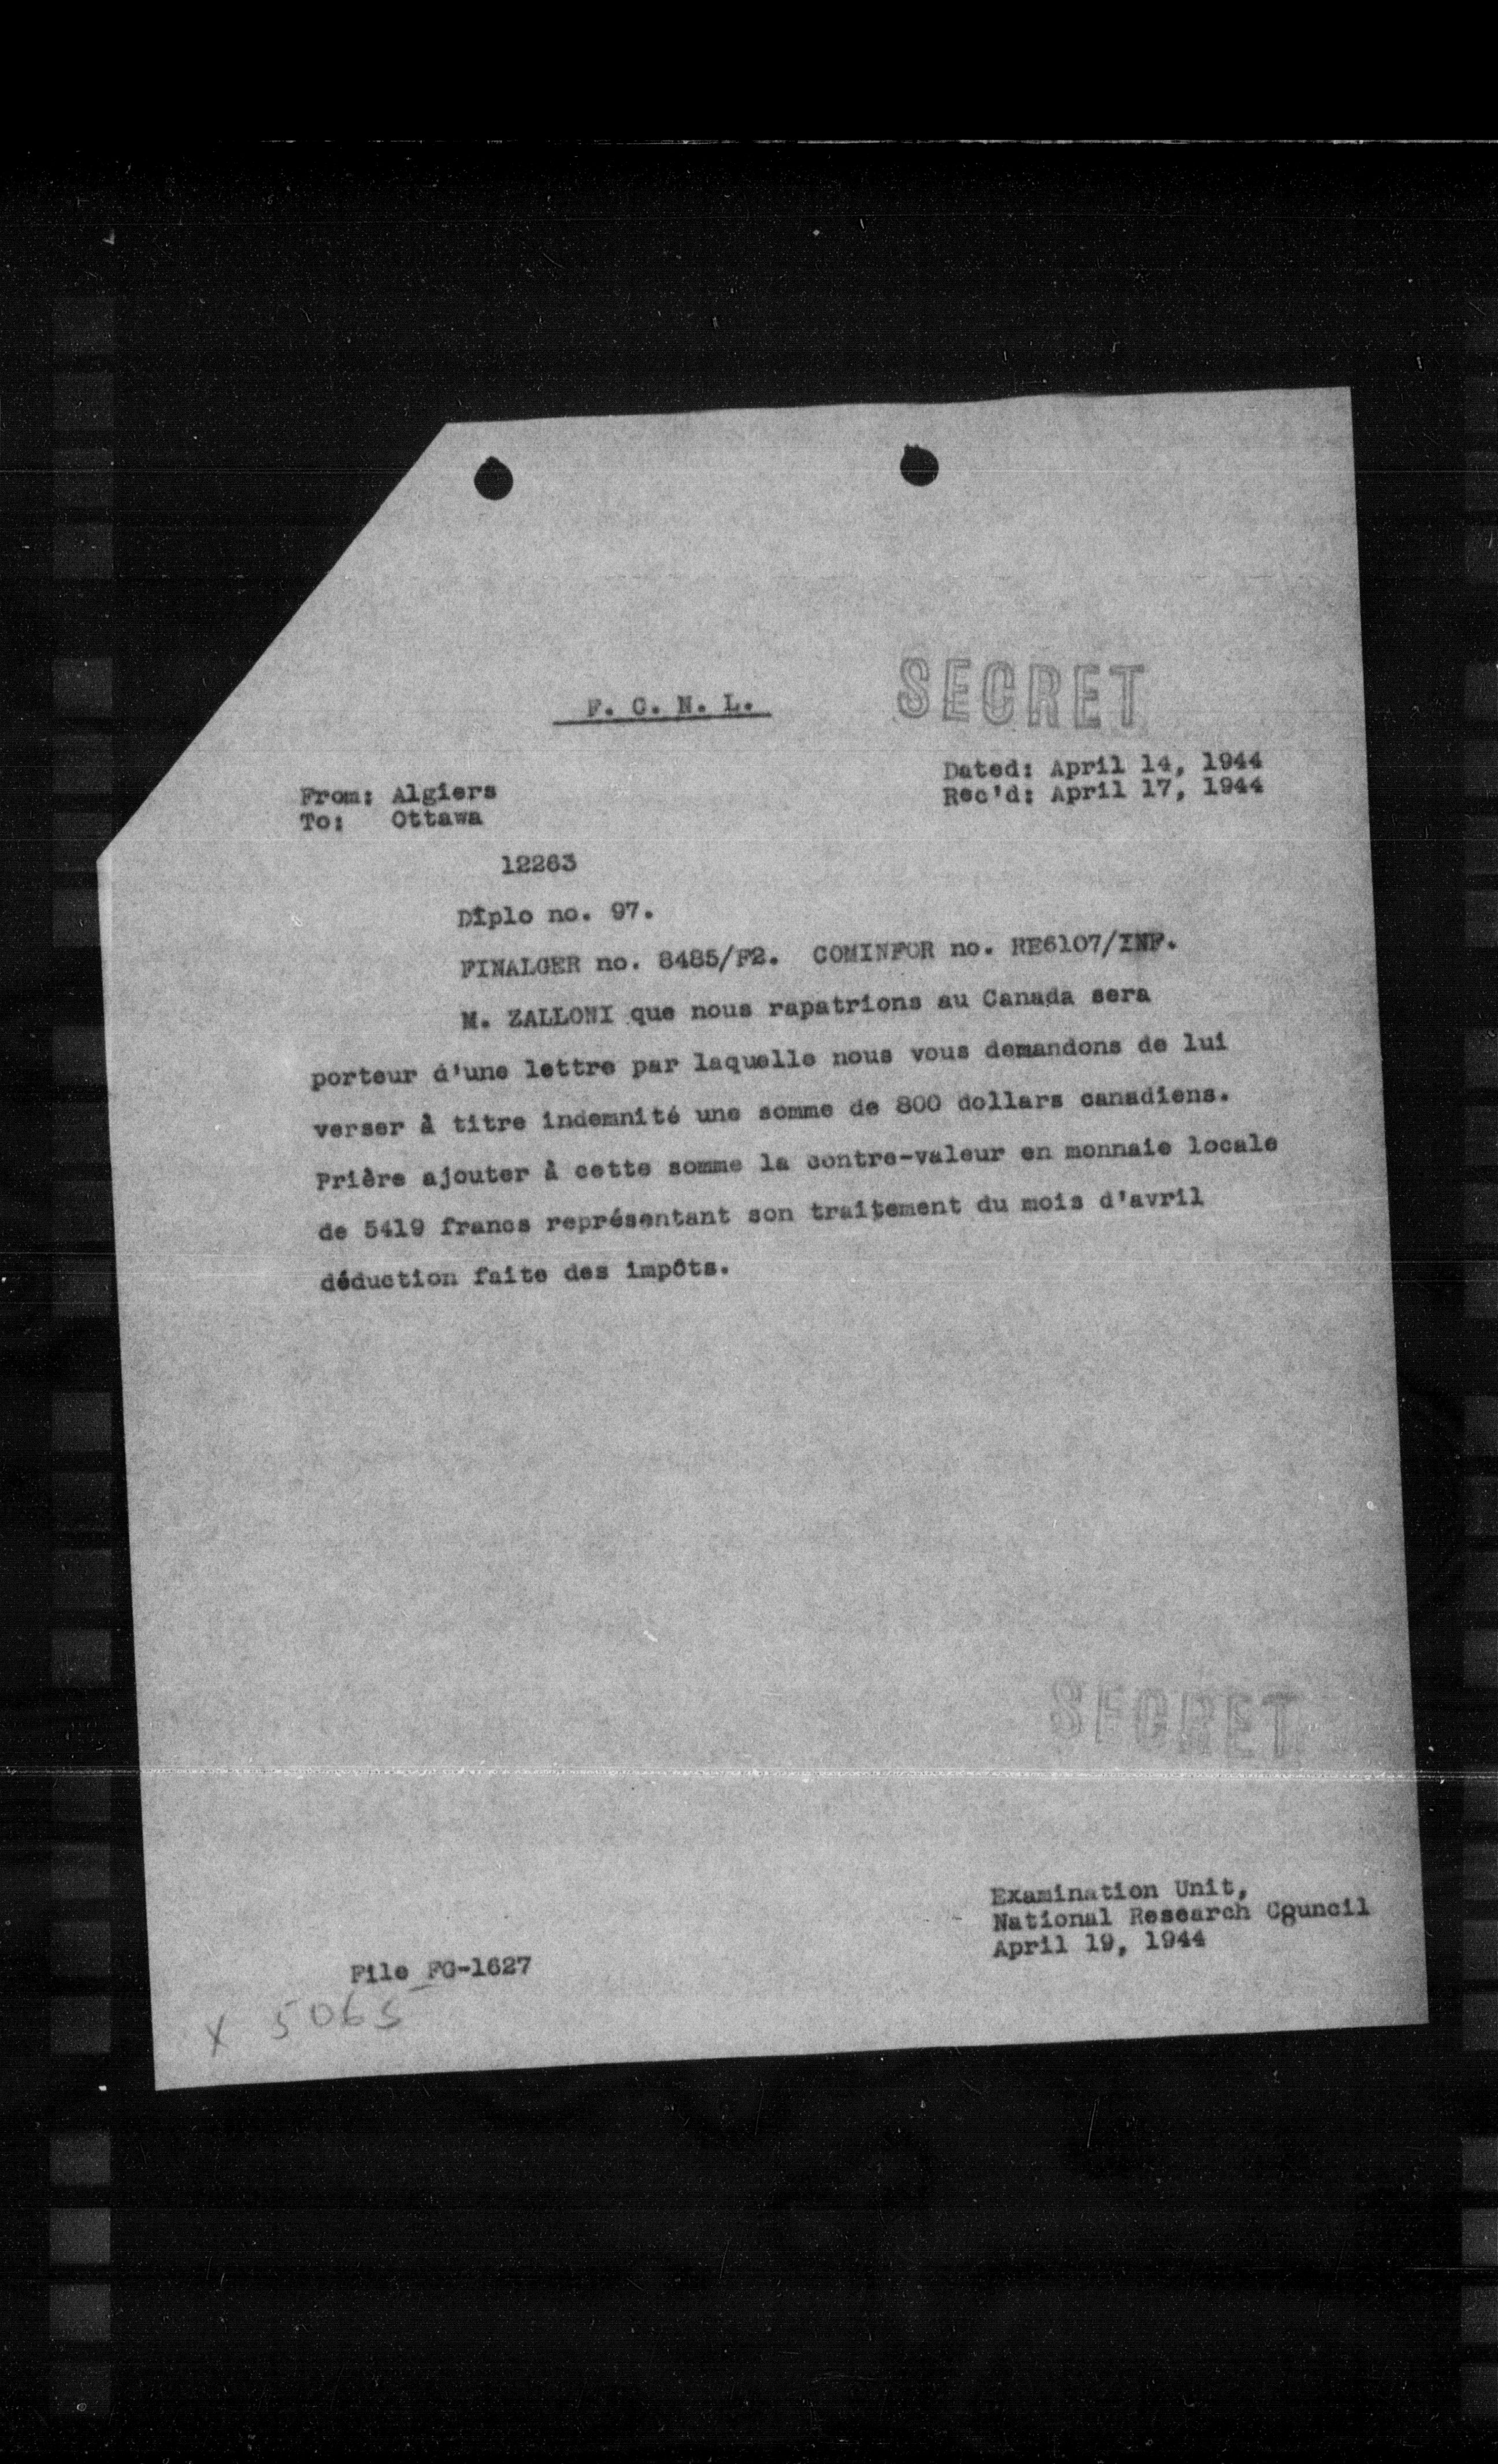 F. C. N. L.
SECRET
Dated: April 14, 1944
Rec'd: April 17, 1944
From: Algiers
To: Ottawa
12263
Diplo no. 97.
FINALGER no. 8485/F2. COMINFOR no. RE6107/INF.
M. ZALLONI que nous rapatrions au Canada sera
porteur d'une lettre par laquelle nous vous demandons de lui
verser à titre indemnité une somme de 800 dollars canadiens.
Prière ajouter à cette somme la contre-valeur en monnaie locale
de 5419 francs représentant son traitement du mois d'avril
déduction faite des impôts.
SECRET
Examination Unit,
National Research Council
April 19, 1944
File FG-1627
X 5065